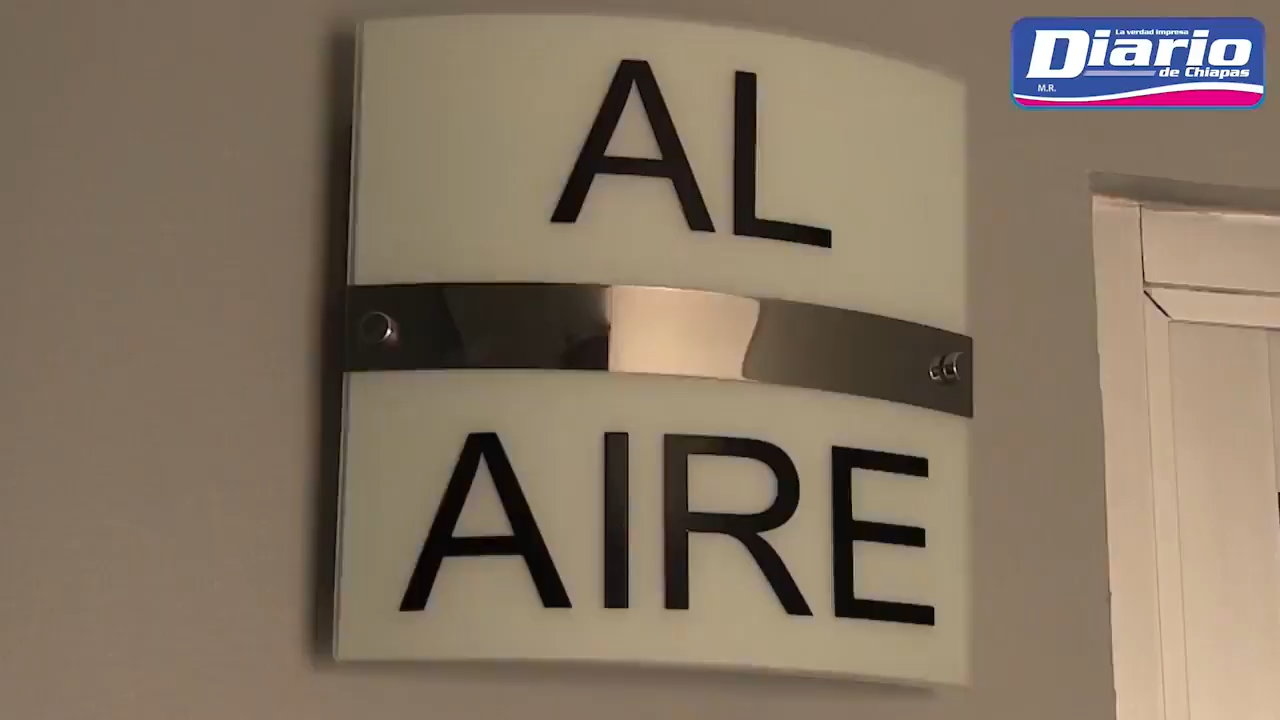 AL
AIRE
La verdad impresa
Diario
de Chiapas
M.R.